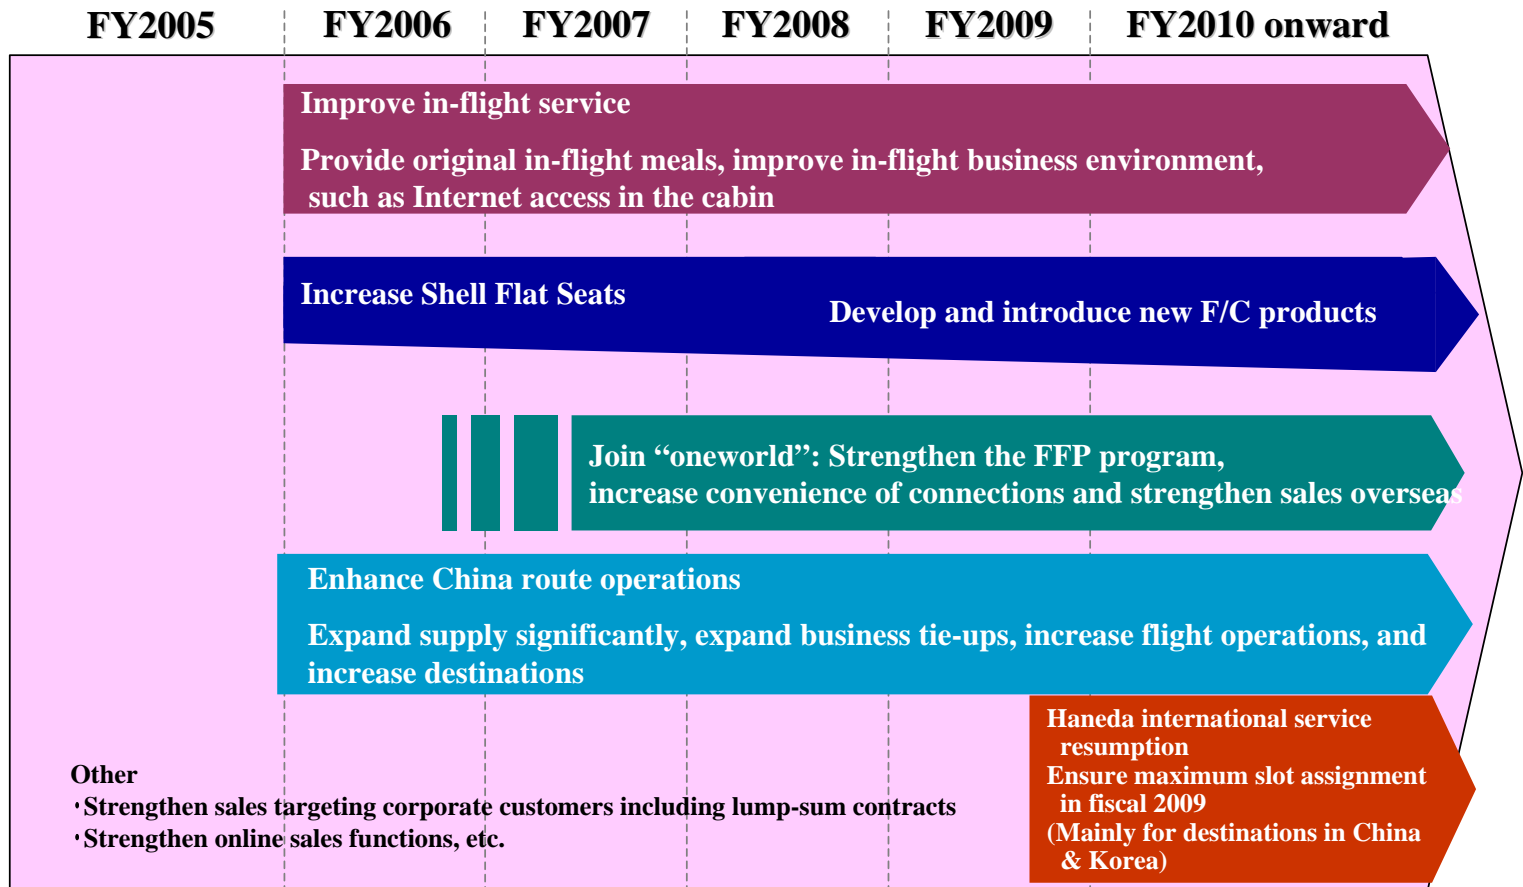 FY2005 FY2006 FY2007 FY2008 FY2009 FY2010 onward
Improve in-flight service
Provide original in-flight meals, improve in-flight business environment,
such as Internet access in the cabin
Increase Shell Flat Seats
Develop and introduce new F/C products
Join “oneworld”: Strengthen the FFP program,
increase convenience of connections and strengthen sales overseas
Enhance China route operations
Expand supply significantly, expand business tie-ups, increase flight operations, and
increase destinations
Haneda international service
resumption
Ensure maximum slot assignment
in fiscal 2009
(Mainly for destinations in China
& Korea)
Other
･Strengthen sales targeting corporate customers including lump-sum contracts
･Strengthen online sales functions, etc.